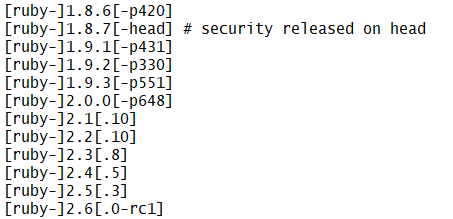 [ruby-]1.8.6[-p420]
[ruby-]1.8.7[-head] # security released on head
[ruby-]1.9.1[-p431]
[ruby-]1.9.2[-p330]
[ruby-]1.9.3[-p551]
[ruby-]2.0.0[-p648]
[ruby-]2.1[.10]
[ruby-]2.2[.10]
[ruby-]2.3[.8]
[ruby-]2.4[.5]
[ruby-]2.5[.3]
[ruby-]2.6[.0-rc1]